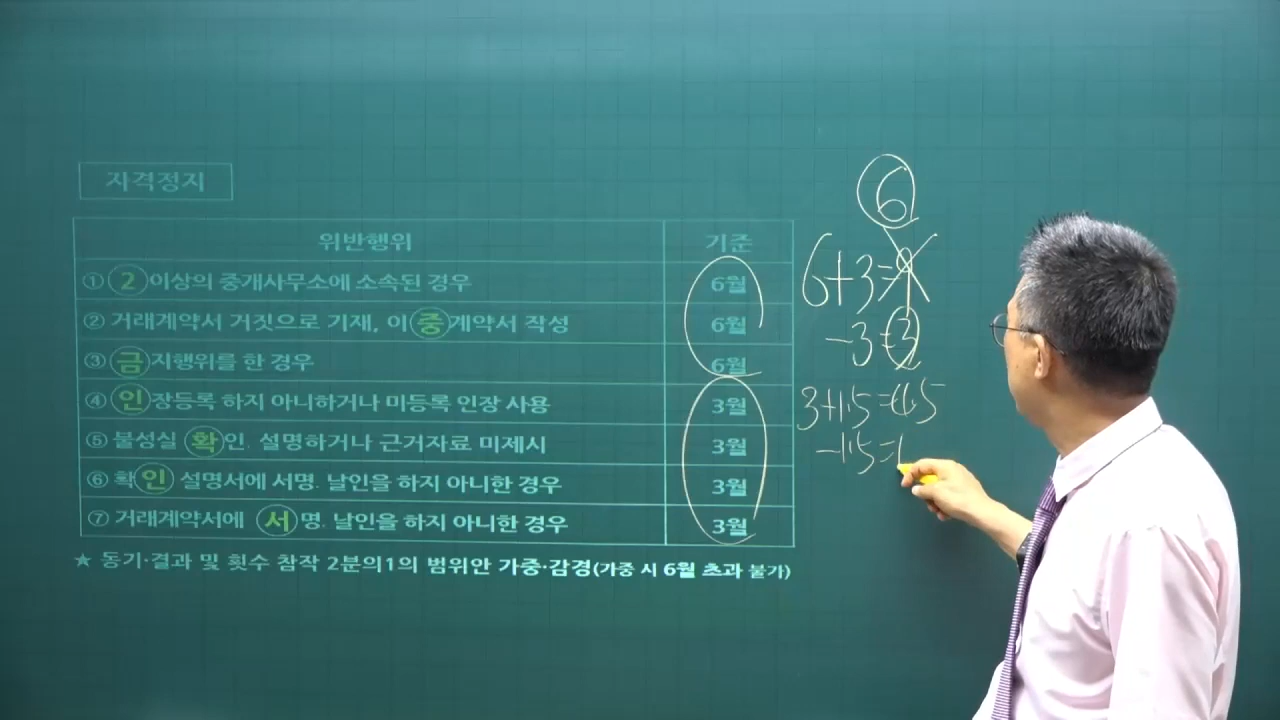 자격정지
위반행위 기준
① 2 이상의 중개사무소에 소속된 경우 6월
② 거래계약서 거짓으로 기재, 이중계약서 작성 6월
③ 금지행위를 한 경우 6월
④ 인장등록 하지 아니하거나 미등록 인장 사용 3월
⑤ 불성실 확인. 설명하거나 근거자료 미제시 3월
⑥ 확인 설명서에 서명. 날인을 하지 아니한 경우 3월
⑦ 거래계약서에 서명. 날인을 하지 아니한 경우 3월
★ 동기·결과 및 횟수 참작 2분의1의 범위안 가중·감경(가중 시 6월 초과 불가)
6
6+3=9
-3=3
3+1.5=4.5
-1.5=1